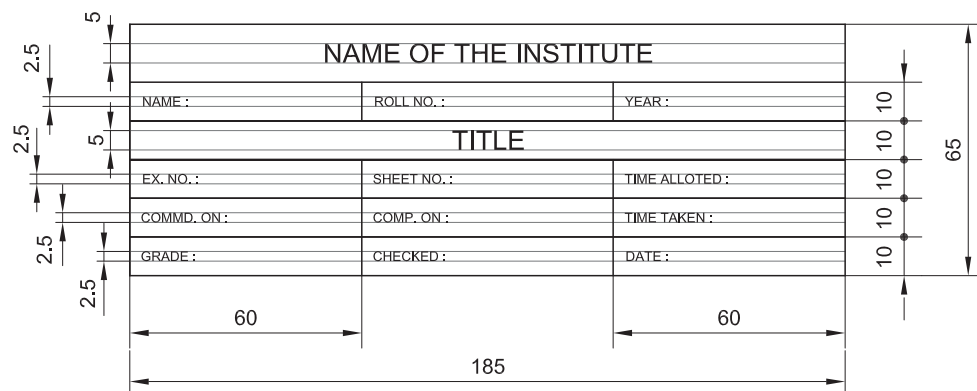 NAME OF THE INSTITUTE
NAME : ROLL NO. : YEAR :
TITLE
EX. NO. : SHEET NO. : TIME ALLOTED :
COMMD. ON : COMP. ON : TIME TAKEN :
GRADE : CHECKED : DATE :
5
2.5
5
2.5
2.5
2.5
10
10
10
10
10
65
60
60
185